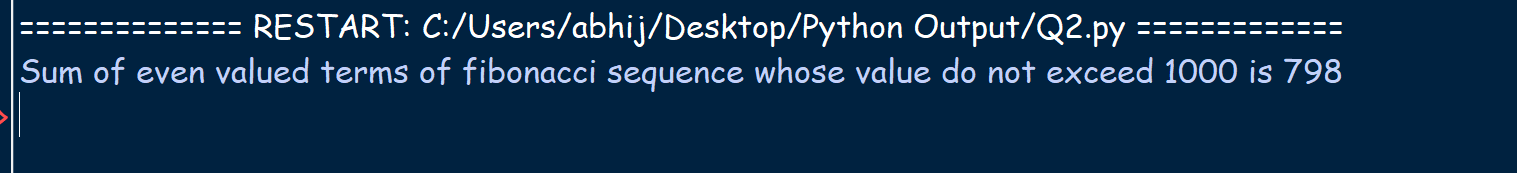 ============== RESTART: C:/Users/abhij/Desktop/Python Output/Q2.py =============
Sum of even valued terms of fibonacci sequence whose value do not exceed 1000 is 798
>